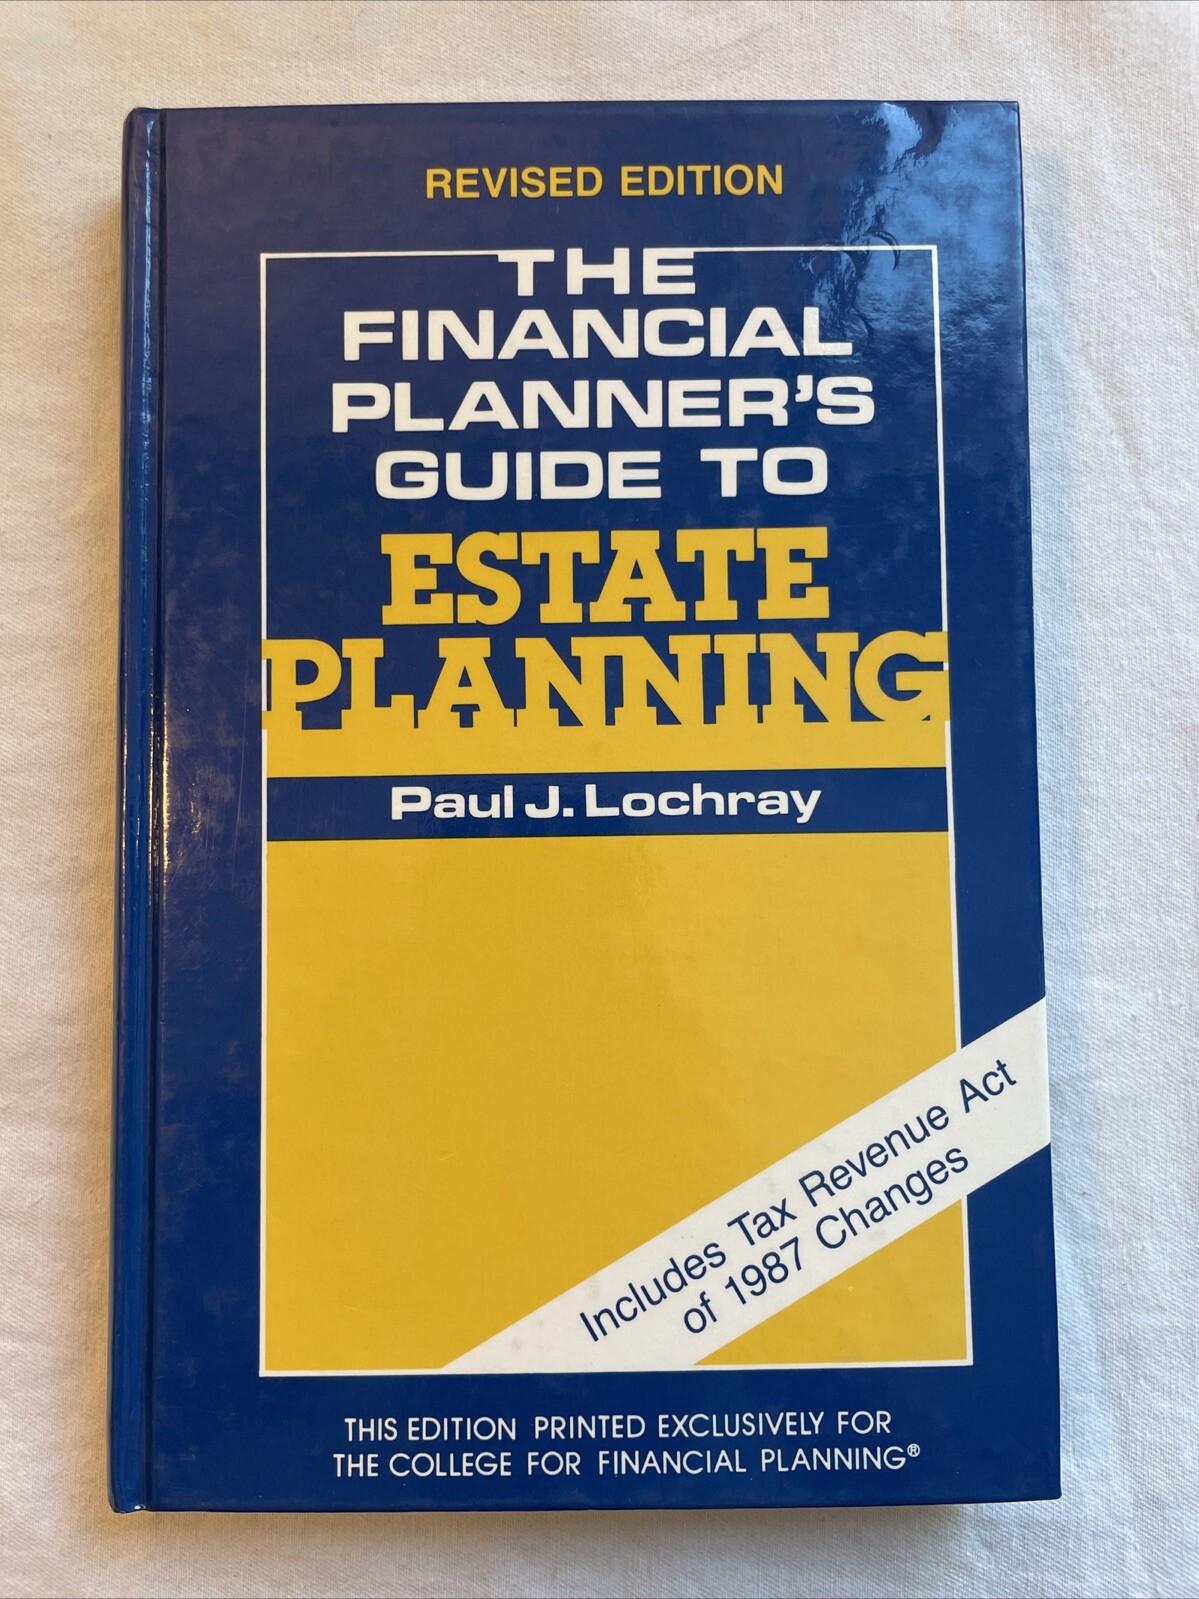 REVISED EDITION
THE
FINANCIAL
PLANNER'S
GUIDE TO
ESTATE
PLANNING
Paul J. Lochray
Includes Tax Revenue Act
of 1987 Changes
THIS EDITION PRINTED EXCLUSIVELY FOR
THE COLLEGE FOR FINANCIAL PLANNING®